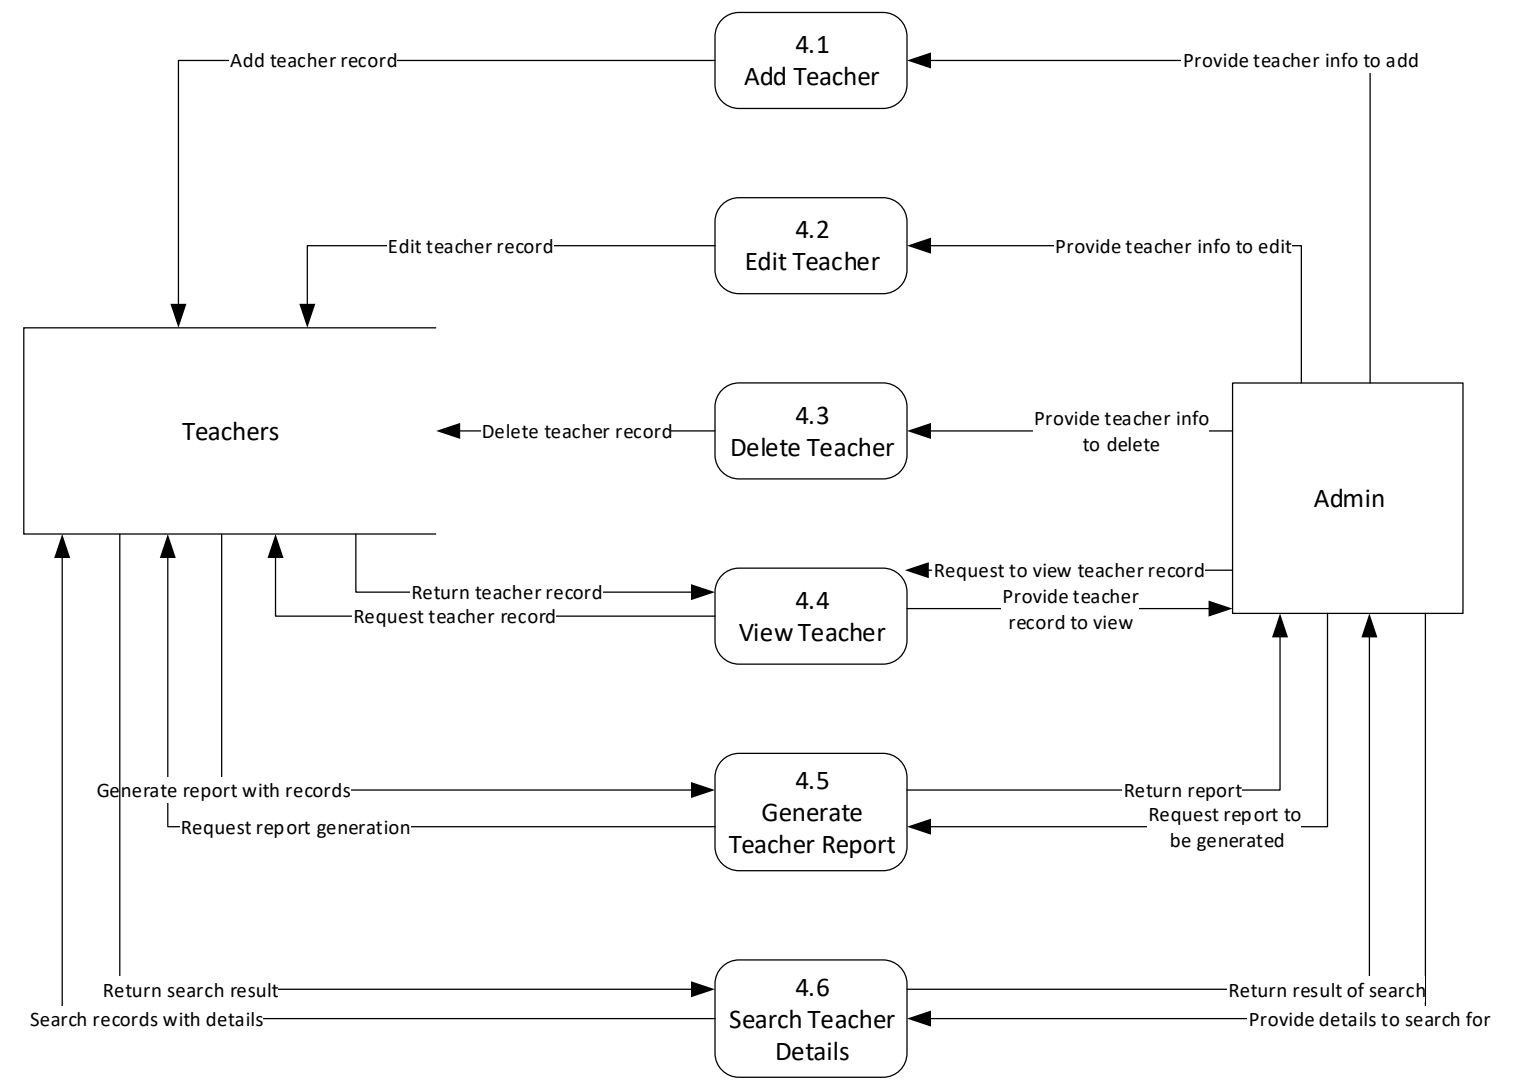 4.1
Add Teacher
Add teacher record
Provide teacher info to add
4.2
Edit Teacher
Edit teacher record
Provide teacher info to edit
Teachers
Delete teacher record
4.3
Delete Teacher
Provide teacher info
to delete
Admin
Return teacher record
Request teacher record
4.4
View Teacher
Request to view teacher record
Provide teacher
record to view
Generate report with records
Request report generation
4.5
Generate
Teacher Report
Return report
Request report to
be generated
Return search result
Search records with details
4.6
Search Teacher
Details
Return result of search
Provide details to search for